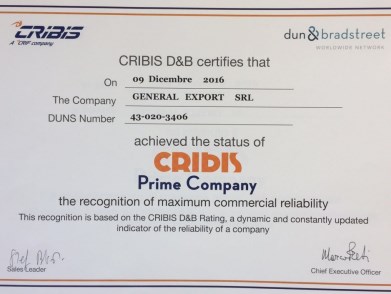 CRIBIS
A CRIF company
dun & bradstreet
WORLDWIDE NETWORK
CRIBIS D&B certifies that
On 09 Dicembre 2016
The Company GENERAL EXPORT SRL
DUNS Number 43-020-3406
achieved the status of
CRIBIS
Prime Company
the recognition of maximum commercial reliability
This recognition is based on the CRIBIS D&B Rating, a dynamic and constantly updated
indicator of the reliability of a company
Sales Leader
Chief Executive Officer